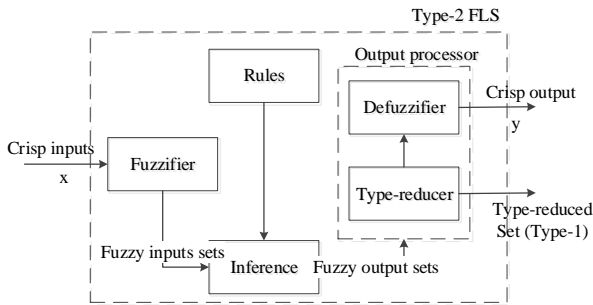 Type-2 FLS
Output processor
Rules
Defuzzifier
Crisp output
y
Crisp inputs
x
Fuzzifier
Type-reducer
Type-reduced
Set (Type-1)
Fuzzy inputs sets
Inference
Fuzzy output sets